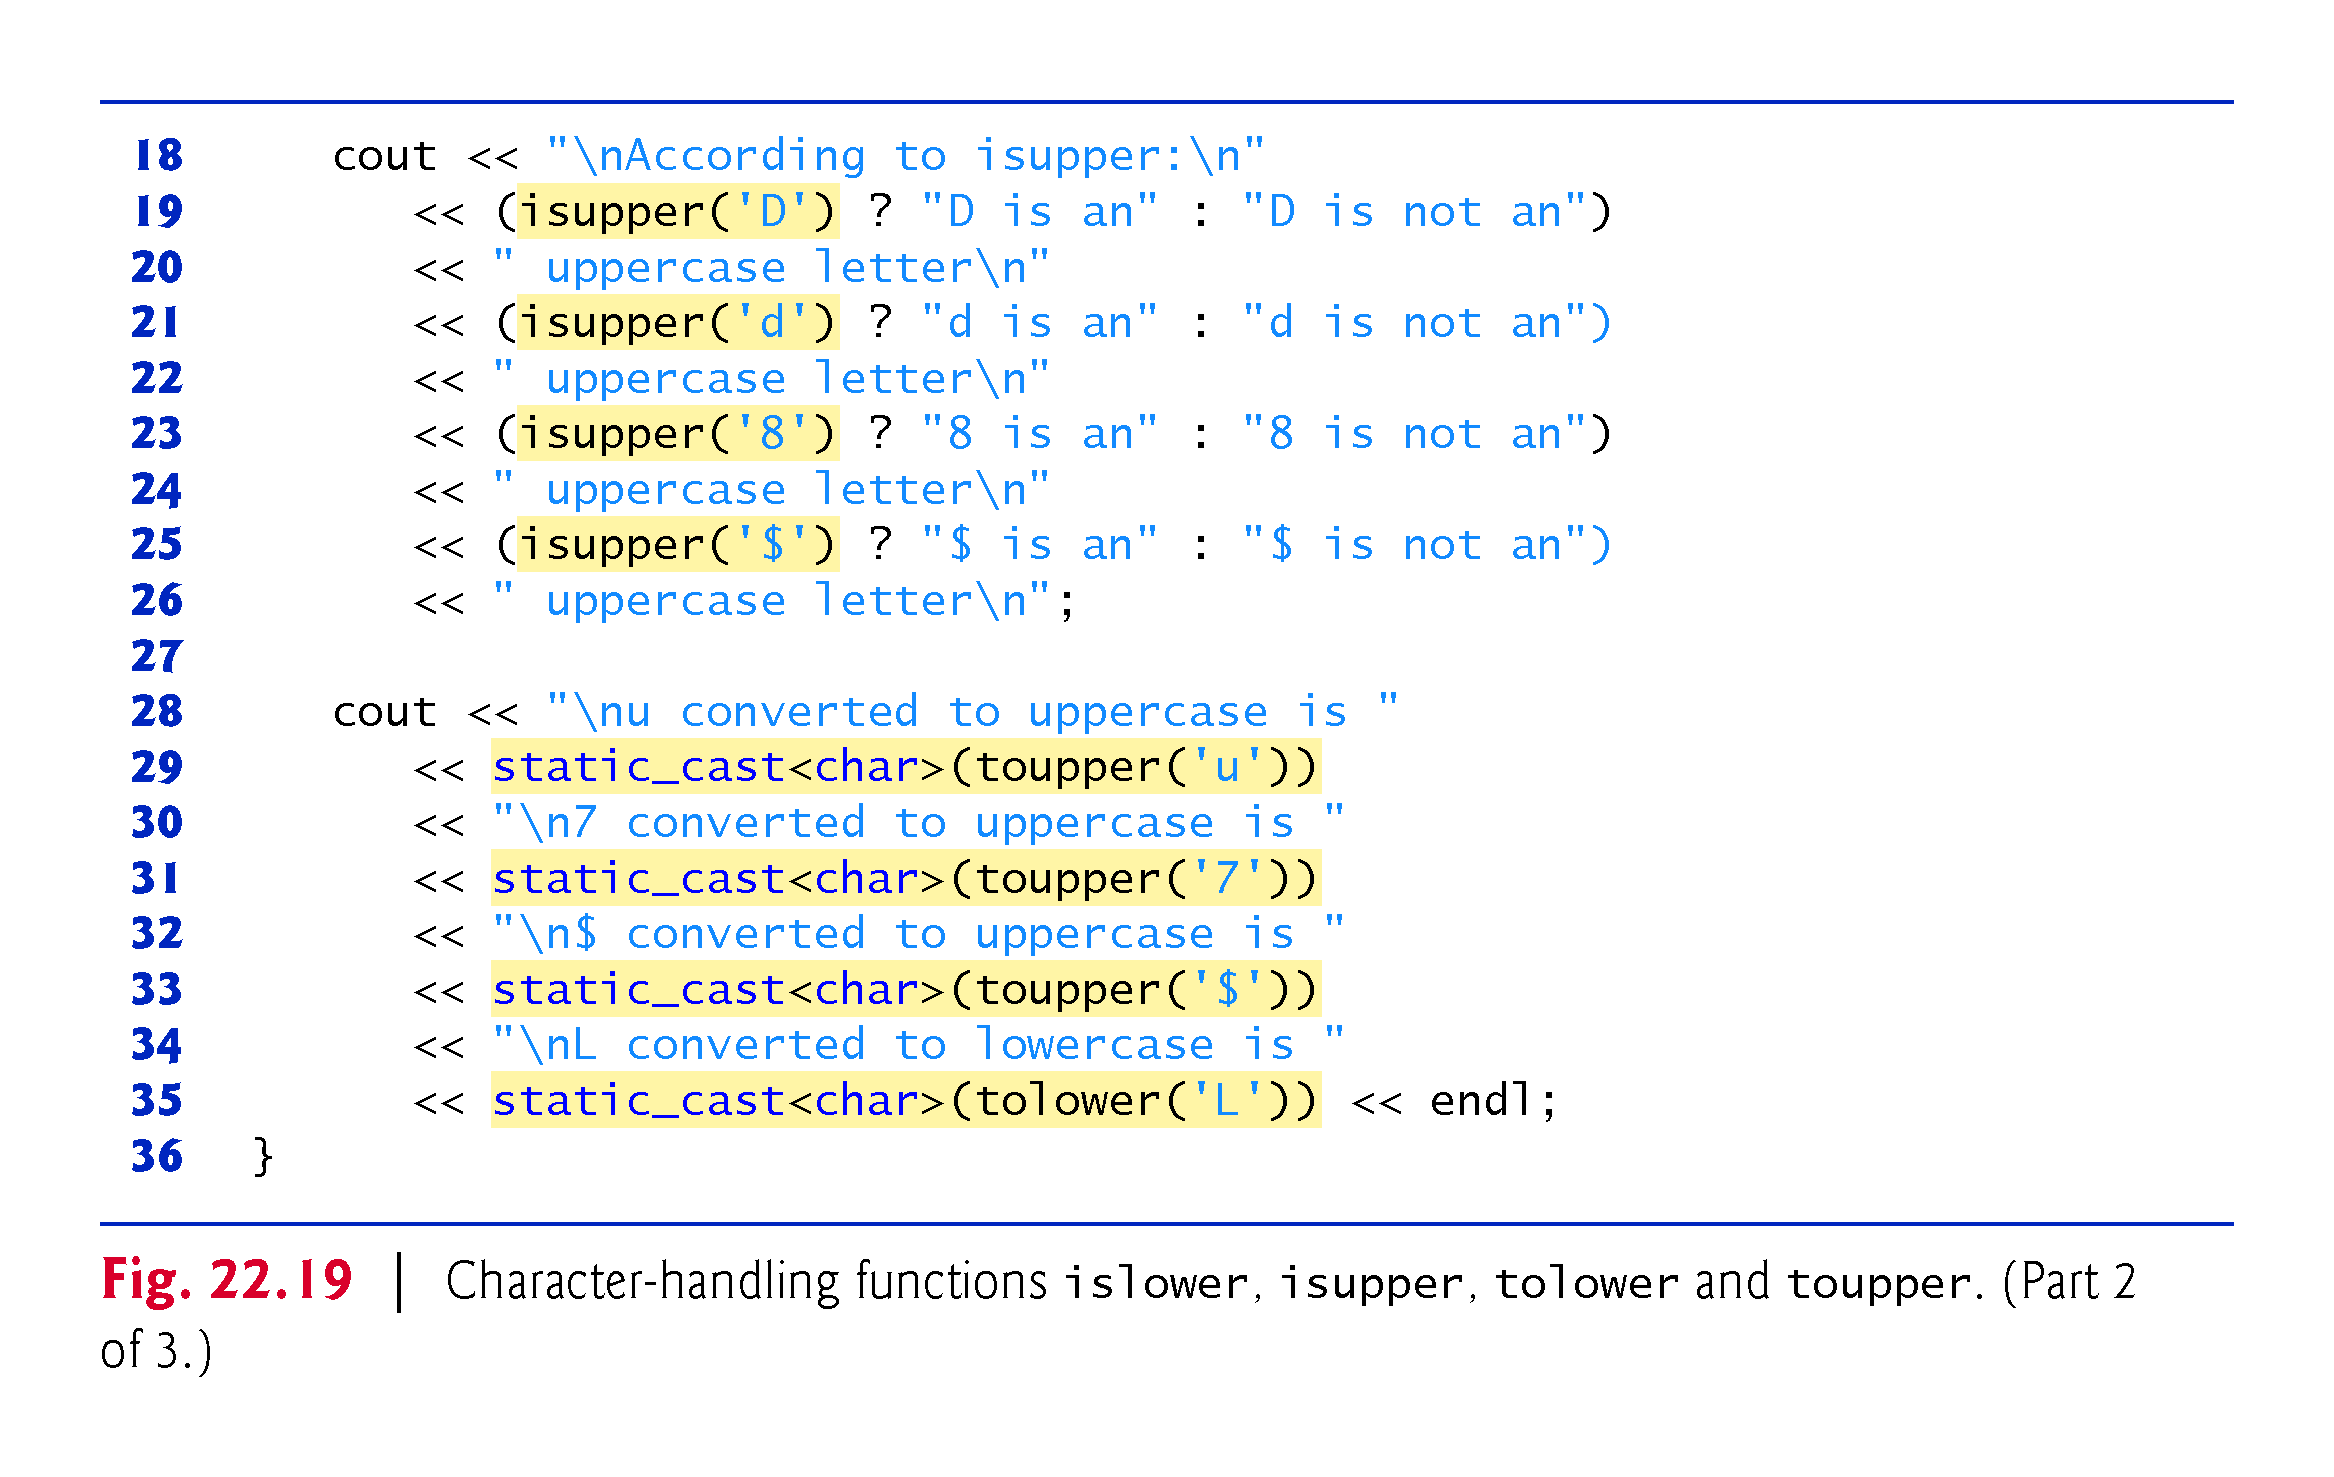 18 cout << "\nAccording to isupper:\n"
19 << (isupper('D') ? "D is an" : "D is not an")
20 << " uppercase letter\n"
21 << (isupper('d') ? "d is an" : "d is not an")
22 << " uppercase letter\n"
23 << (isupper('8') ? "8 is an" : "8 is not an")
24 << " uppercase letter\n"
25 << (isupper('$') ? "$ is an" : "$ is not an")
26 << " uppercase letter\n";
27
28 cout << "\nu converted to uppercase is "
29 << static_cast<char>(toupper('u'))
30 << "\n7 converted to uppercase is "
31 << static_cast<char>(toupper('7'))
32 << "\n$ converted to uppercase is "
33 << static_cast<char>(toupper('$'))
34 << "\nL converted to lowercase is "
35 << static_cast<char>(tolower('L')) << endl;
36 }
Fig. 22.19 | Character-handling functions islower, isupper, tolower and toupper. (Part 2
of 3.)